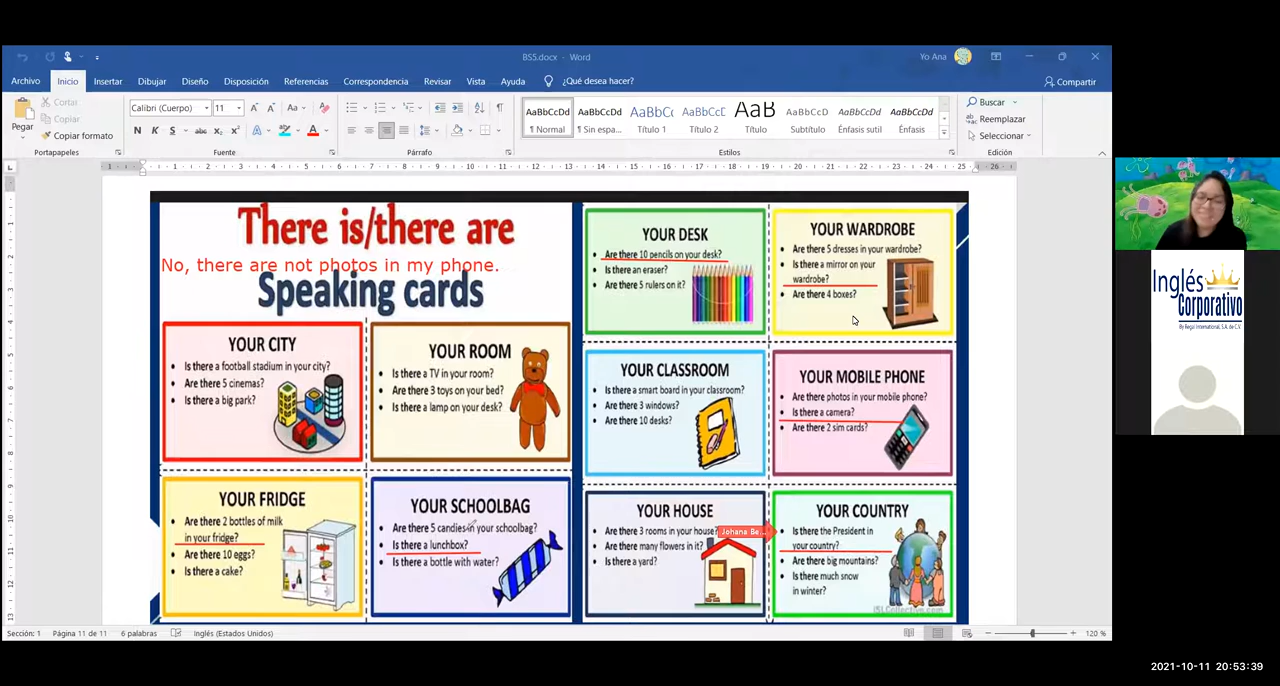 BS5.docx - Word
Yo Ana
Archivo
Inicio
Insertar
Dibujar
Diseño
Disposición
Referencias
Correspondencia
Revisar
Vista
Ayuda
¿Qué desea hacer?
Compartir
Pegar
Cortar
Copiar
Copiar formato
Portapapeles
Calibri (Cuerpo)
11
Fuente
Párrafo
AaBbCcDd
¶ Normal
AaBbCcDd
¶ Sin espa...
AaBbC(
Título 1
AaBbCcD
Título 2
AaB
Título
AaBbCcD
Subtítulo
AaBbCcDd
Énfasis sutil
AaBbCcDd
Énfasis
Estilos
Buscar
Reemplazar
Seleccionar
Edición
There is/there are
No, there are not photos in my phone.
Speaking cards
YOUR CITY
Is there a football stadium in your city?
Are there 5 cinemas?
Is there a big park?
YOUR ROOM
Is there a TV in your room?
Are there 3 toys on your bed?
Is there a lamp on your desk?
YOUR FRIDGE
Are there 2 bottles of milk
in your fridge?
Are there 10 eggs?
Is there a cake?
YOUR SCHOOLBAG
Are there 5 candies in your schoolbag?
Is there a lunchbox?
Is there a bottle with water?
YOUR DESK
Are there 10 pencils on your desk?
Is there an eraser?
Are there 5 rulers on it?
YOUR WARDROBE
Are there 5 dresses in your wardrobe?
Is there a mirror on your
wardrobe?
Are there 4 boxes?
YOUR CLASSROOM
Is there a smart board in your classroom?
Are there 3 windows?
Are there 10 desks?
YOUR MOBILE PHONE
Are there photos in your mobile phone?
Is there a camera?
Are there 2 sim cards?
YOUR HOUSE
Are there 3 rooms in your house?
Are there many flowers in it?
Is there a yard?
Johana Be...
YOUR COUNTRY
Is there the President in
your country?
Are there big mountains?
Is there much snow
in winter?
iSLCollective.com
Sección: 1
Página 11 de 11
6 palabras
Inglés (Estados Unidos)
120 %
Inglés
Corporativo
By Regal International, S.A. de C.V.
2021-10-11 20:53:39